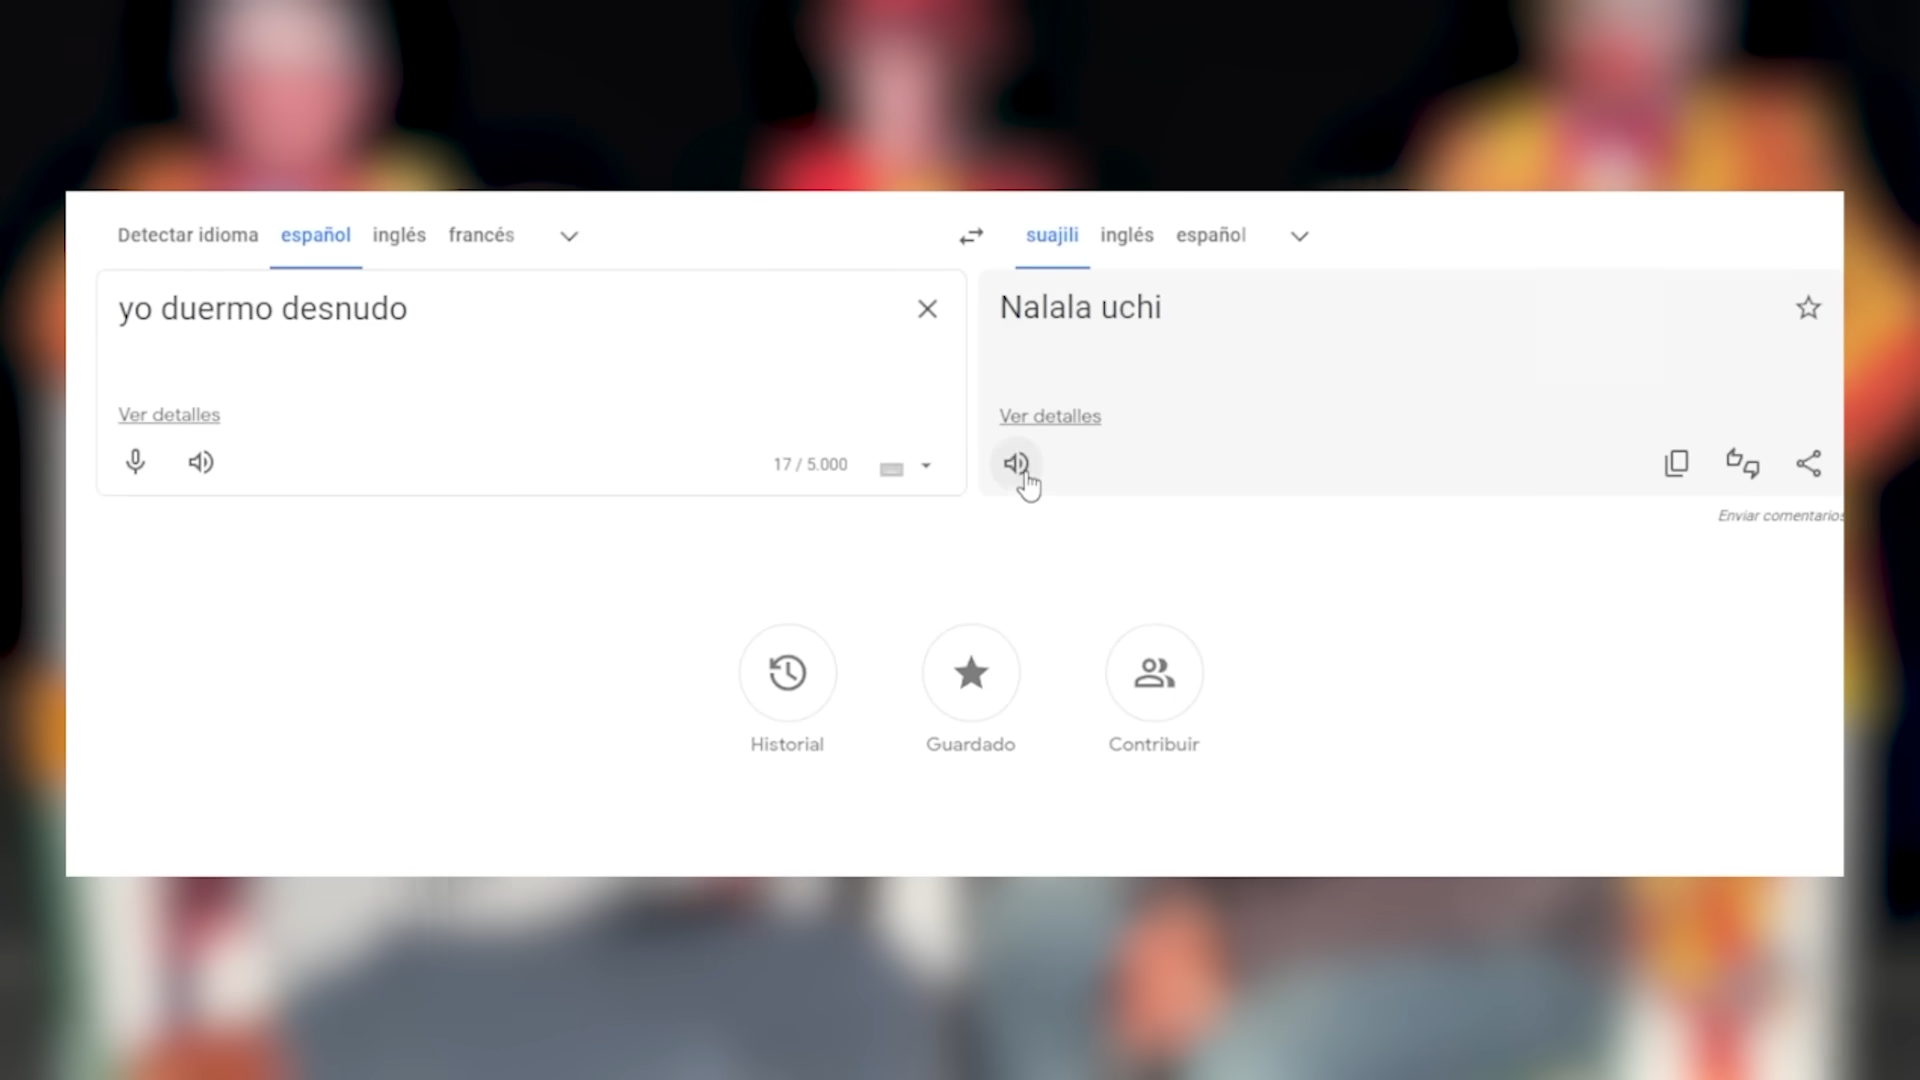 Detectar idioma español inglés francés
suajili inglés español
yo duermo desnudo
Nalala uchi
Ver detalles
Ver detalles
17 / 5.000
Enviar comentarios
Historial Guardado Contribuir